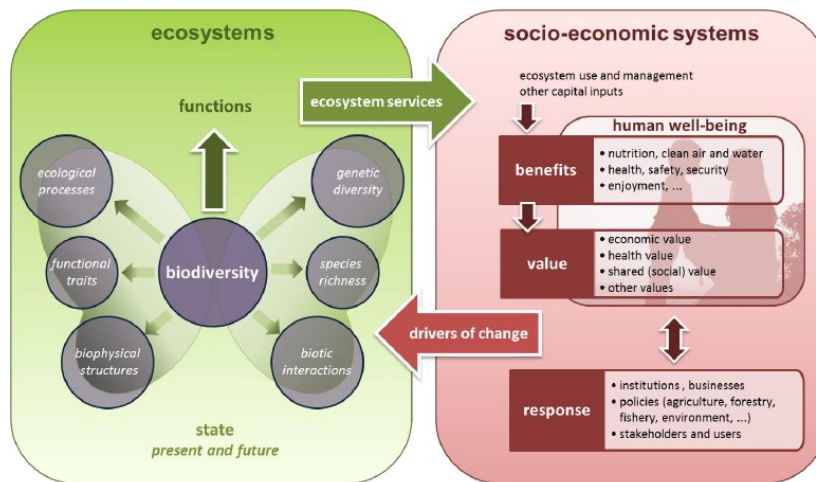 ecosystems
functions
ecological
processes
genetic
diversity
functional
traits
biodiversity
species
richness
biophysical
structures
biotic
interactions
state
present and future
ecosystem services
drivers of change
socio-economic systems
ecosystem use and management
other capital inputs
human well-being
benefits
• nutrition, clean air and water
• health, safety, security
• enjoyment, ...
value
• economic value
• health value
• shared (social) value
• other values
response
• institutions , businesses
• policies (agriculture, forestry,
fishery, environment, ...)
• stakeholders and users